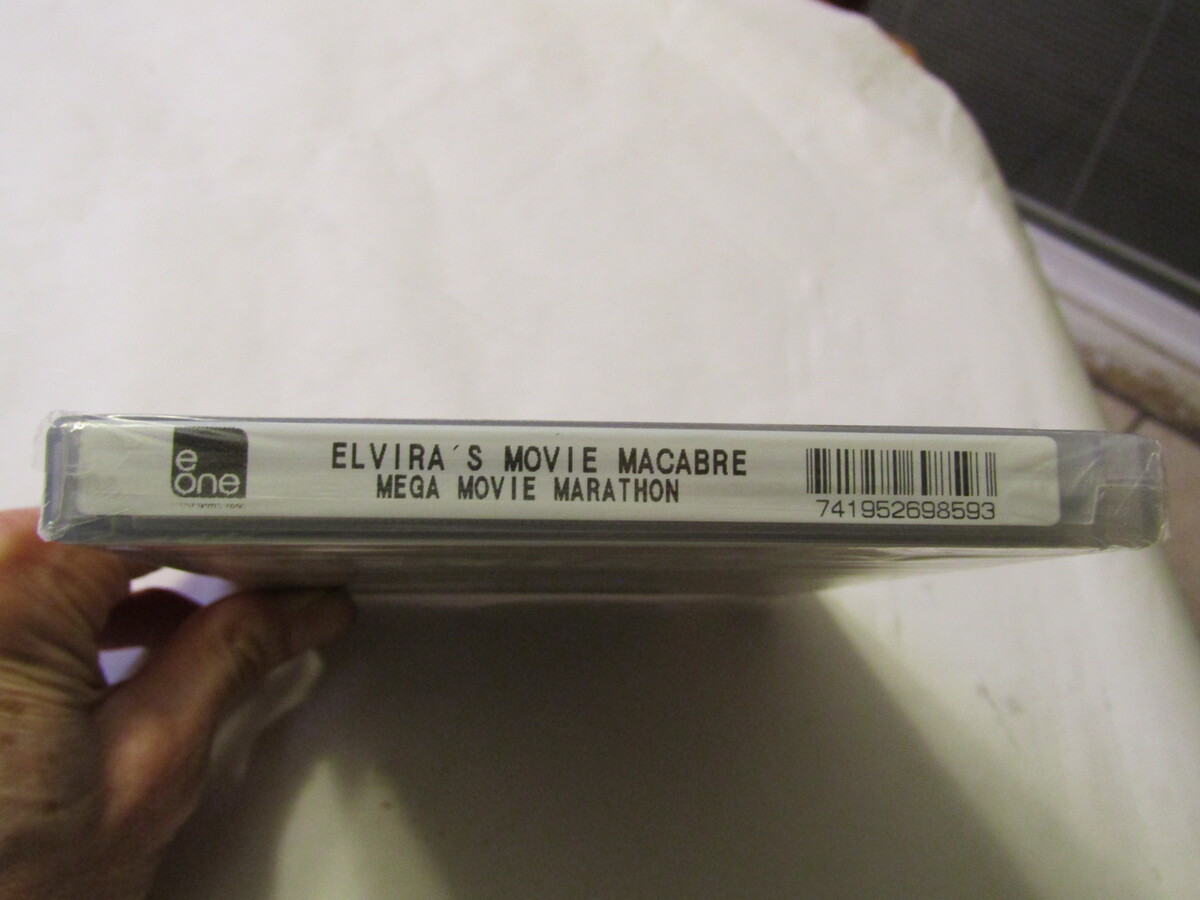 e
one
ELVIRA´S MOVIE MACABRE
MEGA MOVIE MARATHON
741952698593